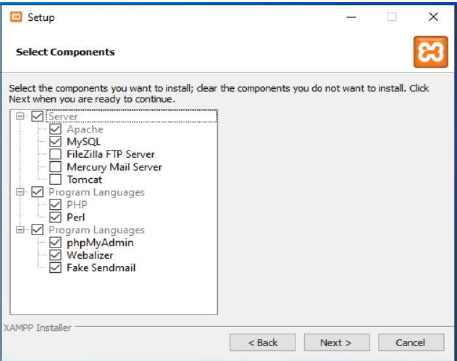 Setup
Select Components
Select the components you want to install; clear the components you do not want to install. Click
Next when you are ready to continue.
Server
Apache
MySQL
FileZilla FTP Server
Mercury Mail Server
Tomcat
Program Languages
PHP
Perl
Program Languages
phpMyAdmin
Webalizer
Fake Sendmail
XAMPP Installer
< Back Next > Cancel